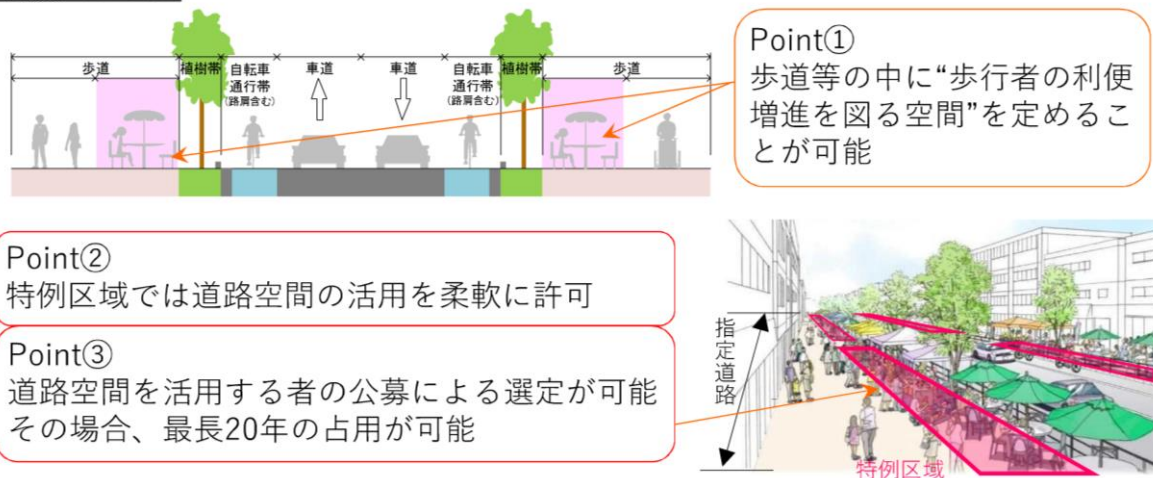 歩道
植樹帯
自転車
通行帯
(路肩含む)
車道
車道
自転車
通行帯
(路肩含む)
植樹帯
歩道
Point①
歩道等の中に“歩行者の利便
増進を図る空間”を定めるこ
とが可能
Point②
特例区域では道路空間の活用を柔軟に許可
Point③
道路空間を活用する者の公募による選定が可能
その場合、最長20年の占用が可能
指定道路
特例区域